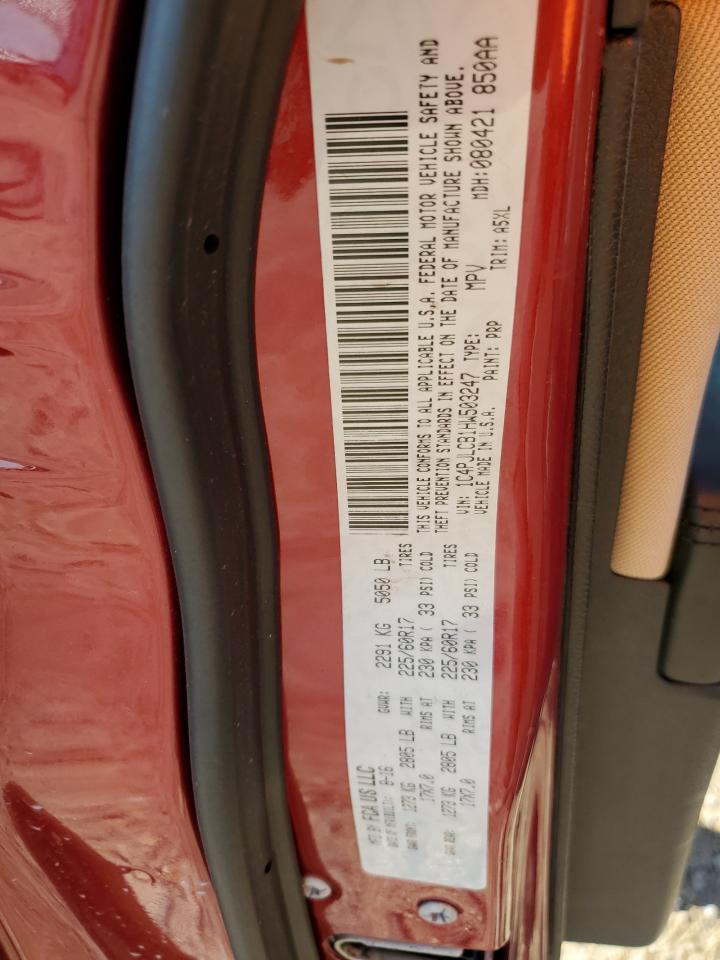 MFD BY FCA US LLC
DATE OF MFR(BUILT): 8-16 GVWR: 2291 KG 5050 LB
GAWR FRONT: 1273 KG 2805 LB WITH 225/60R17 TIRES
17X7.0 RIMS AT 230 KPA ( 33 PSI) COLD
GAWR REAR: 1273 KG 2805 LB WITH 225/60R17 TIRES
17X7.0 RIMS AT 230 KPA ( 33 PSI) COLD
THIS VEHICLE CONFORMS TO ALL APPLICABLE U.S.A. FEDERAL MOTOR VEHICLE SAFETY AND
THEFT PREVENTION STANDARDS IN EFFECT ON THE DATE OF MANUFACTURE SHOWN ABOVE.
VIN: 1C4PJLCB1HW503247 TYPE: MPV MDH:080421 850AA
VEHICLE MADE IN U.S.A. PAINT: PRP TRIM: A5XL